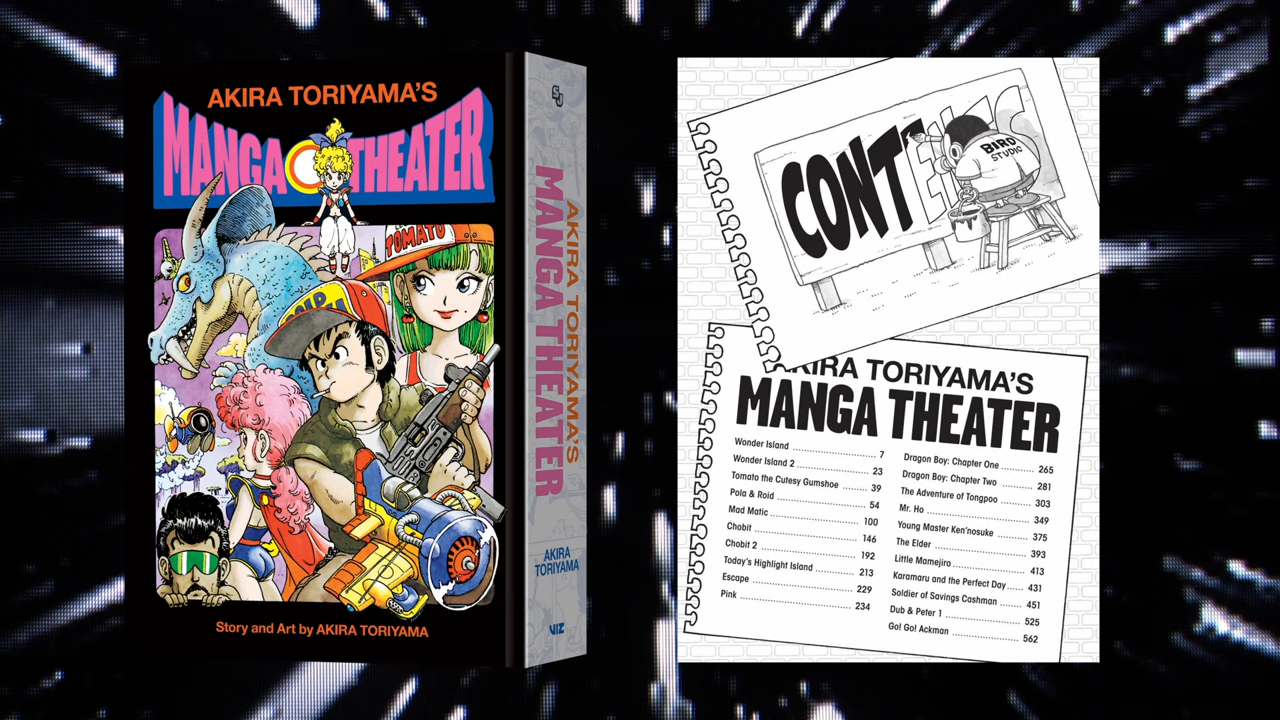 AKIRA TORIYAMA'S
MANGA THEATER
TOMATO
Story and Art by AKIRA TORIYAMA
SJ
AKIRA TORIYAMA'S
MANGA THEATER
AKIRA
TORIYAMA
VIZ
CONTENTS
BIRD
STUDIO
AKIRA TORIYAMA'S
MANGA THEATER
Wonder Island 7
Wonder Island 2 23
Tomato the Cutesy Gumshoe 39
Pola & Roid 54
Mad Matic 100
Chobit 146
Chobit 2 192
Today's Highlight Island 213
Escape 229
Pink 234
Dragon Boy: Chapter One 265
Dragon Boy: Chapter Two 281
The Adventure of Tongpoo 303
Mr. Ho 349
Young Master Ken'nosuke 375
The Elder 393
Little Mamejiro 413
Karamaru and the Perfect Day 431
Soldier of Savings Cashman 451
Dub & Peter 1 525
Go! Go! Ackman 562